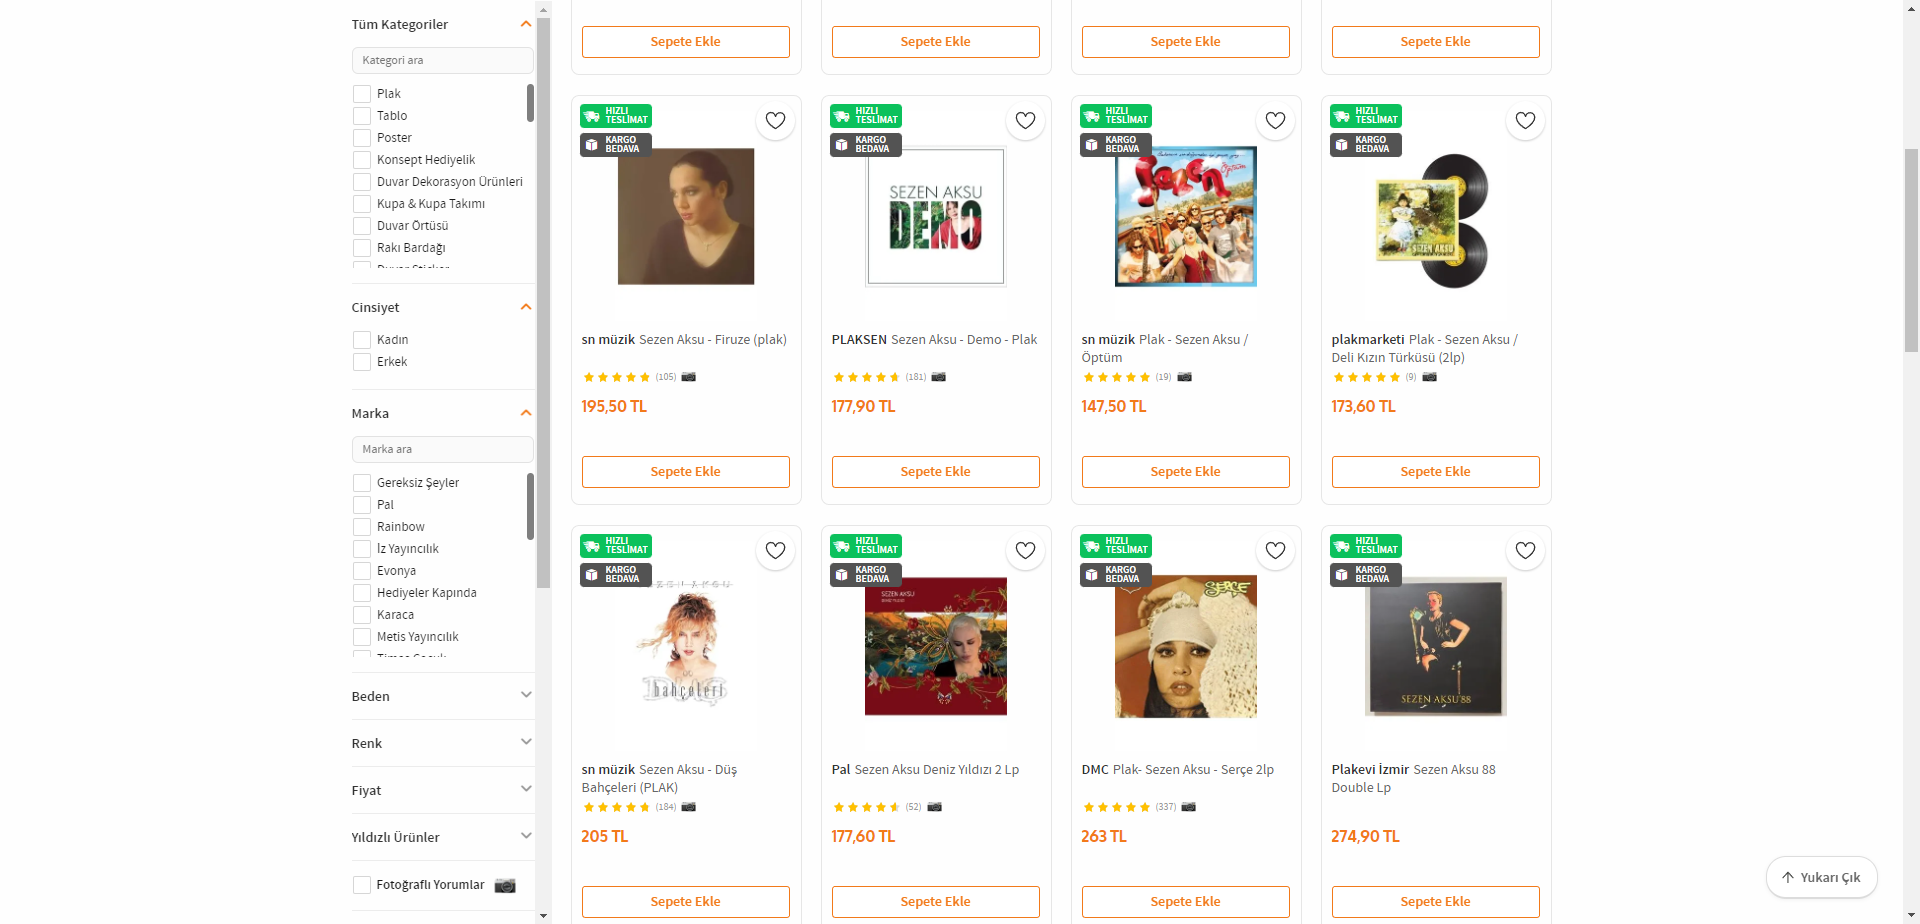 Tüm Kategoriler
Kategori ara
Plak
Tablo
Poster
Konsept Hediyelik
Duvar Dekorasyon Ürünleri
Kupa & Kupa Takımı
Duvar Örtüsü
Rakı Bardağı
Duvar Sticker
Cinsiyet
Kadın
Erkek
Marka
Marka ara
Gereksiz Şeyler
Pal
Rainbow
İz Yayıncılık
Evonya
Hediyeler Kapında
Karaca
Metis Yayıncılık
Timaş Çocuk
Beden
Renk
Fiyat
Yıldızlı Ürünler
Fotoğraflı Yorumlar
Sepete Ekle
Sepete Ekle
Sepete Ekle
Sepete Ekle
HIZLI
TESLİMAT
KARGO
BEDAVA
sn müzik Sezen Aksu - Firuze (plak)
(105)
195,50 TL
Sepete Ekle
HIZLI
TESLİMAT
KARGO
BEDAVA
SEZEN AKSU
DEMO
PLAKSEN Sezen Aksu - Demo - Plak
(181)
177,90 TL
Sepete Ekle
HIZLI
TESLİMAT
KARGO
BEDAVA
Sezen
Öptüm
sn müzik Plak - Sezen Aksu /
Öptüm
(19)
147,50 TL
Sepete Ekle
HIZLI
TESLİMAT
KARGO
BEDAVA
SEZEN AKSU
plakmarketi Plak - Sezen Aksu /
Deli Kızın Türküsü (2lp)
(9)
173,60 TL
Sepete Ekle
HIZLI
TESLİMAT
KARGO
BEDAVA
SEZEN AKSU
Düş
bahçeleri
sn müzik Sezen Aksu - Düş
Bahçeleri (PLAK)
(184)
205 TL
Sepete Ekle
HIZLI
TESLİMAT
KARGO
BEDAVA
SEZEN AKSU
DENİZ YILDIZI
Pal Sezen Aksu Deniz Yıldızı 2 Lp
(52)
177,60 TL
Sepete Ekle
HIZLI
TESLİMAT
KARGO
BEDAVA
SERÇE
DMC Plak- Sezen Aksu - Serçe 2lp
(337)
263 TL
Sepete Ekle
HIZLI
TESLİMAT
KARGO
BEDAVA
SEZEN AKSU'88
Plakevi İzmir Sezen Aksu 88
Double Lp
274,90 TL
Sepete Ekle
Yukarı Çık